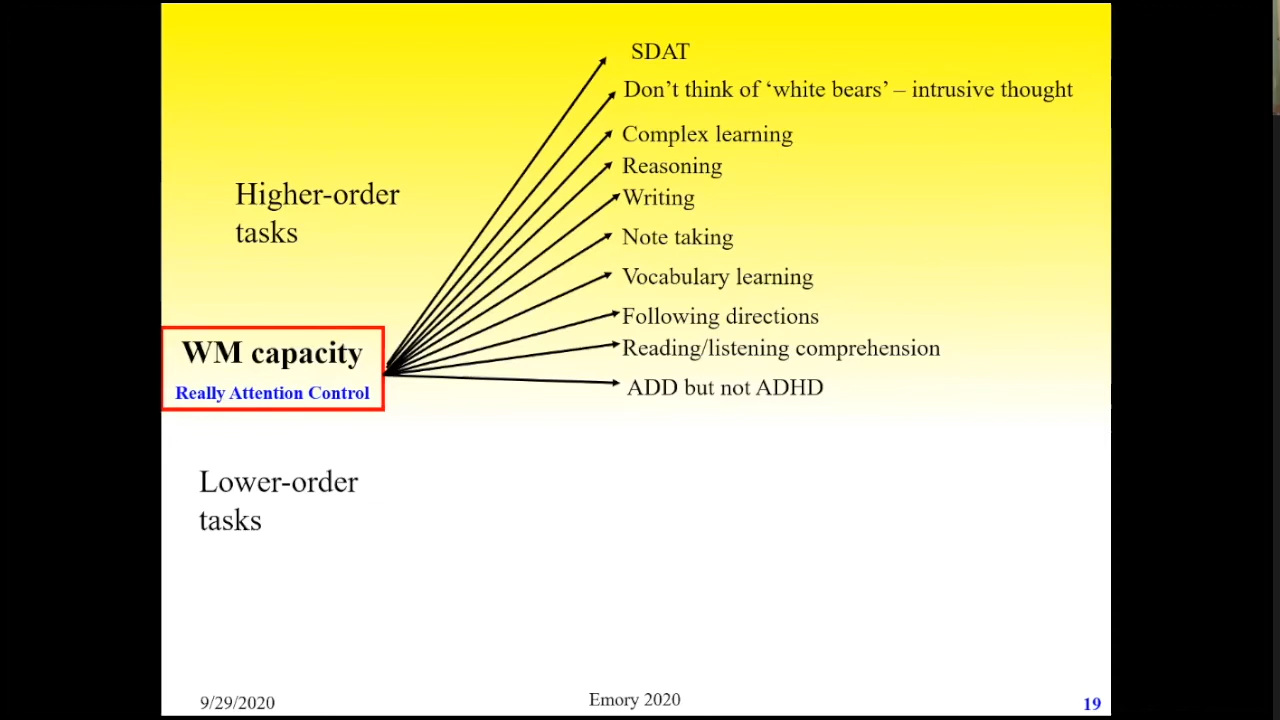 SDAT
Don’t think of ‘white bears’ – intrusive thought
Complex learning
Reasoning
Writing
Note taking
Vocabulary learning
Following directions
Reading/listening comprehension
ADD but not ADHD
Higher-order
tasks
WM capacity
Really Attention Control
Lower-order
tasks
9/29/2020
Emory 2020
19